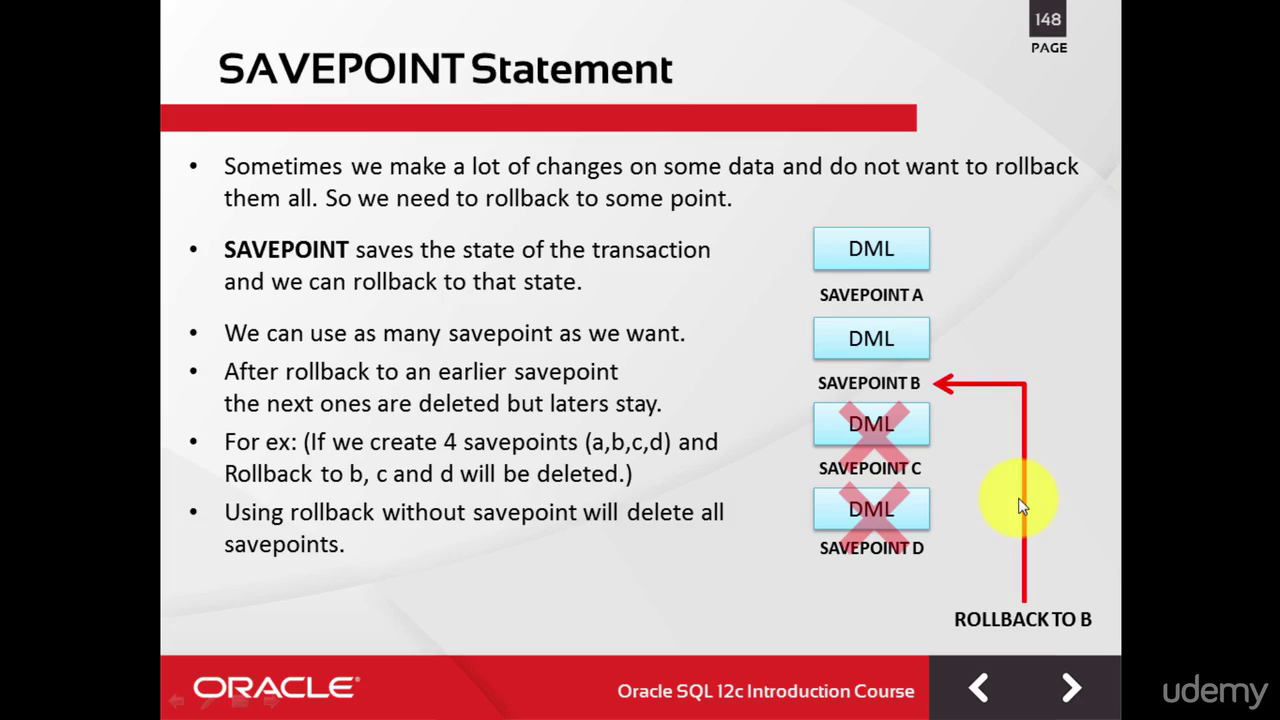 148
PAGE
SAVEPOINT Statement
• Sometimes we make a lot of changes on some data and do not want to rollback
them all. So we need to rollback to some point.
• SAVEPOINT saves the state of the transaction
and we can rollback to that state.
• We can use as many savepoint as we want.
• After rollback to an earlier savepoint
the next ones are deleted but laters stay.
• For ex: (If we create 4 savepoints (a,b,c,d) and
Rollback to b, c and d will be deleted.)
• Using rollback without savepoint will delete all
savepoints.
DML
SAVEPOINT A
DML
SAVEPOINT B
DML
SAVEPOINT C
DML
SAVEPOINT D
ROLLBACK TO B
ORACLE®
Oracle SQL 12c Introduction Course
udemy